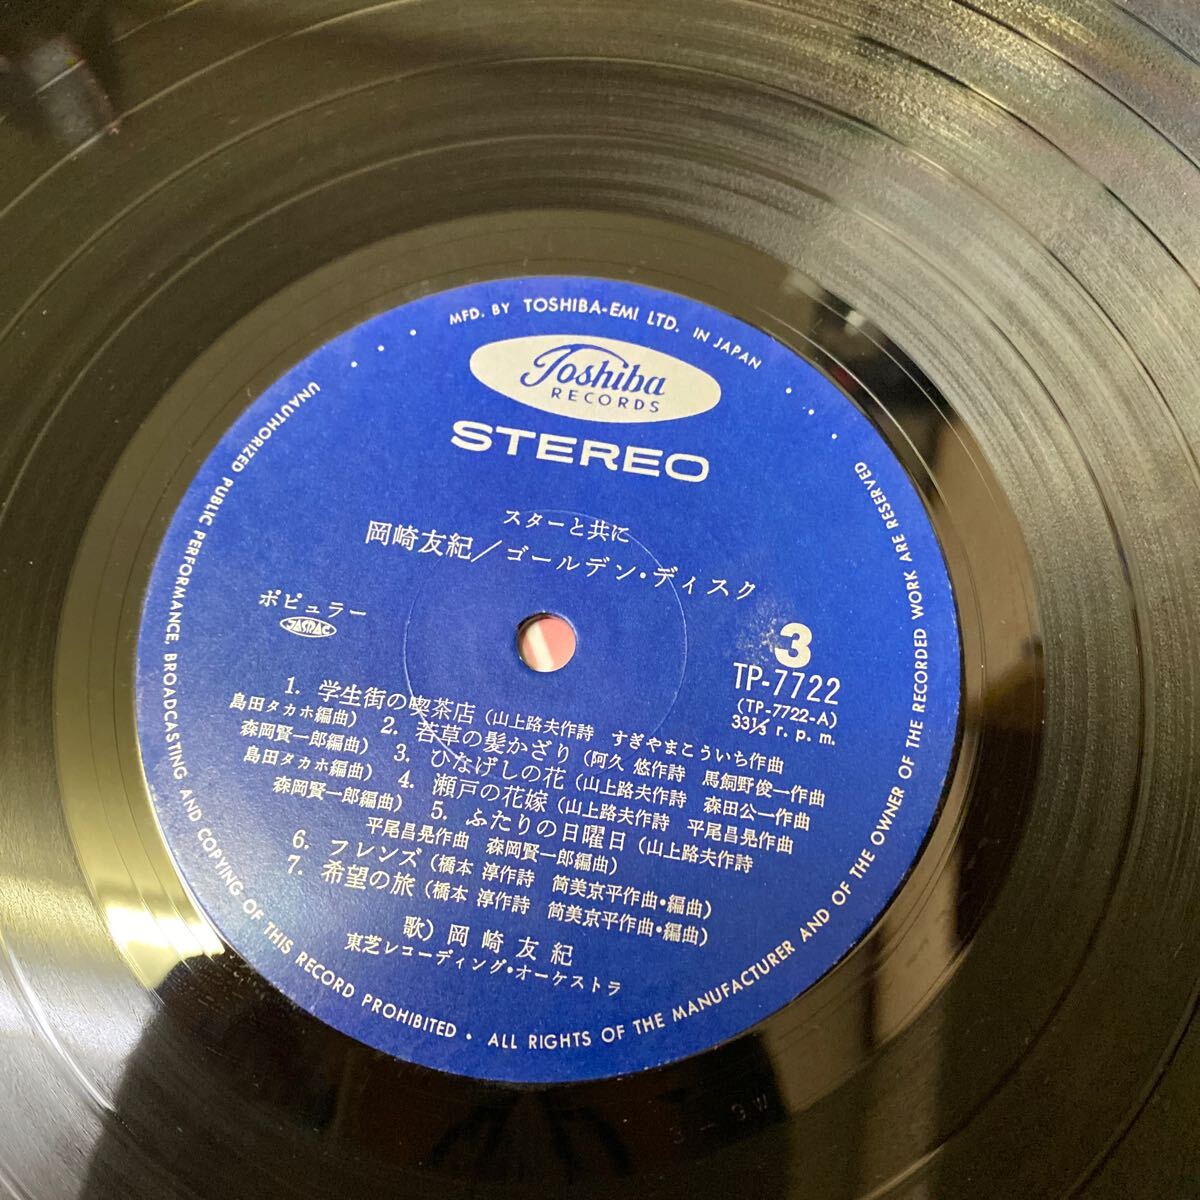 MFD. BY TOSHIBA-EMI LTD. IN JAPAN
Toshiba
RECORDS
STEREO
スターと共に
岡崎友紀／ゴールデン・ディスク
ポピュラー
JASRAC
3
TP-7722
(TP-7722-A)
33⅓ r. p. m.
1. 学生街の喫茶店 (山上路夫作詩 すぎやまこういち作曲
島田タカホ編曲) 2. 若草の髪かざり (阿久 悠作詩 馬飼野俊一作曲
森岡賢一郎編曲) 3. ひなげしの花 (山上路夫作詩 森田公一作曲
島田タカホ編曲) 4. 瀬戸の花嫁 (山上路夫作詩 平尾昌晃作曲
森岡賢一郎編曲) 5. ふたりの日曜日 (山上路夫作詩
平尾昌晃作曲 森岡賢一郎編曲)
6. フレンズ (橋本 淳作詩 筒美京平作曲・編曲)
7. 希望の旅 (橋本 淳作詩 筒美京平作曲・編曲)
歌) 岡崎友紀
東芝レコーディング・オーケストラ
UNAUTHORIZED PUBLIC PERFORMANCE, BROADCASTING AND COPYING OF THIS RECORD PROHIBITED • ALL RIGHTS OF THE MANUFACTURER AND OF THE OWNER OF THE RECORDED WORK ARE RESERVED